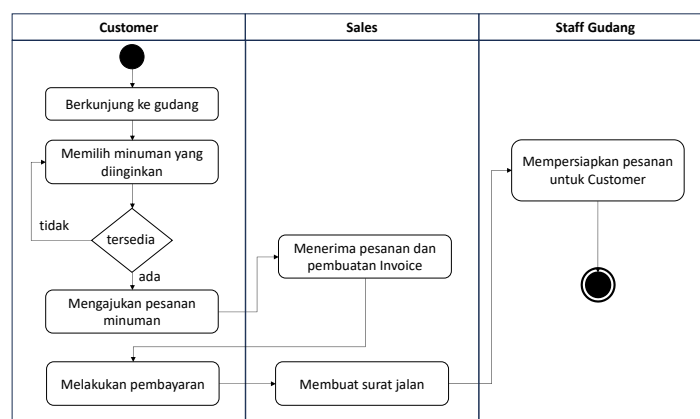 Customer
Sales
Staff Gudang
Berkunjung ke gudang
Memilih minuman yang
diinginkan
tidak
tersedia
ada
Mengajukan pesanan
minuman
Menerima pesanan dan
pembuatan Invoice
Melakukan pembayaran
Membuat surat jalan
Mempersiapkan pesanan
untuk Customer